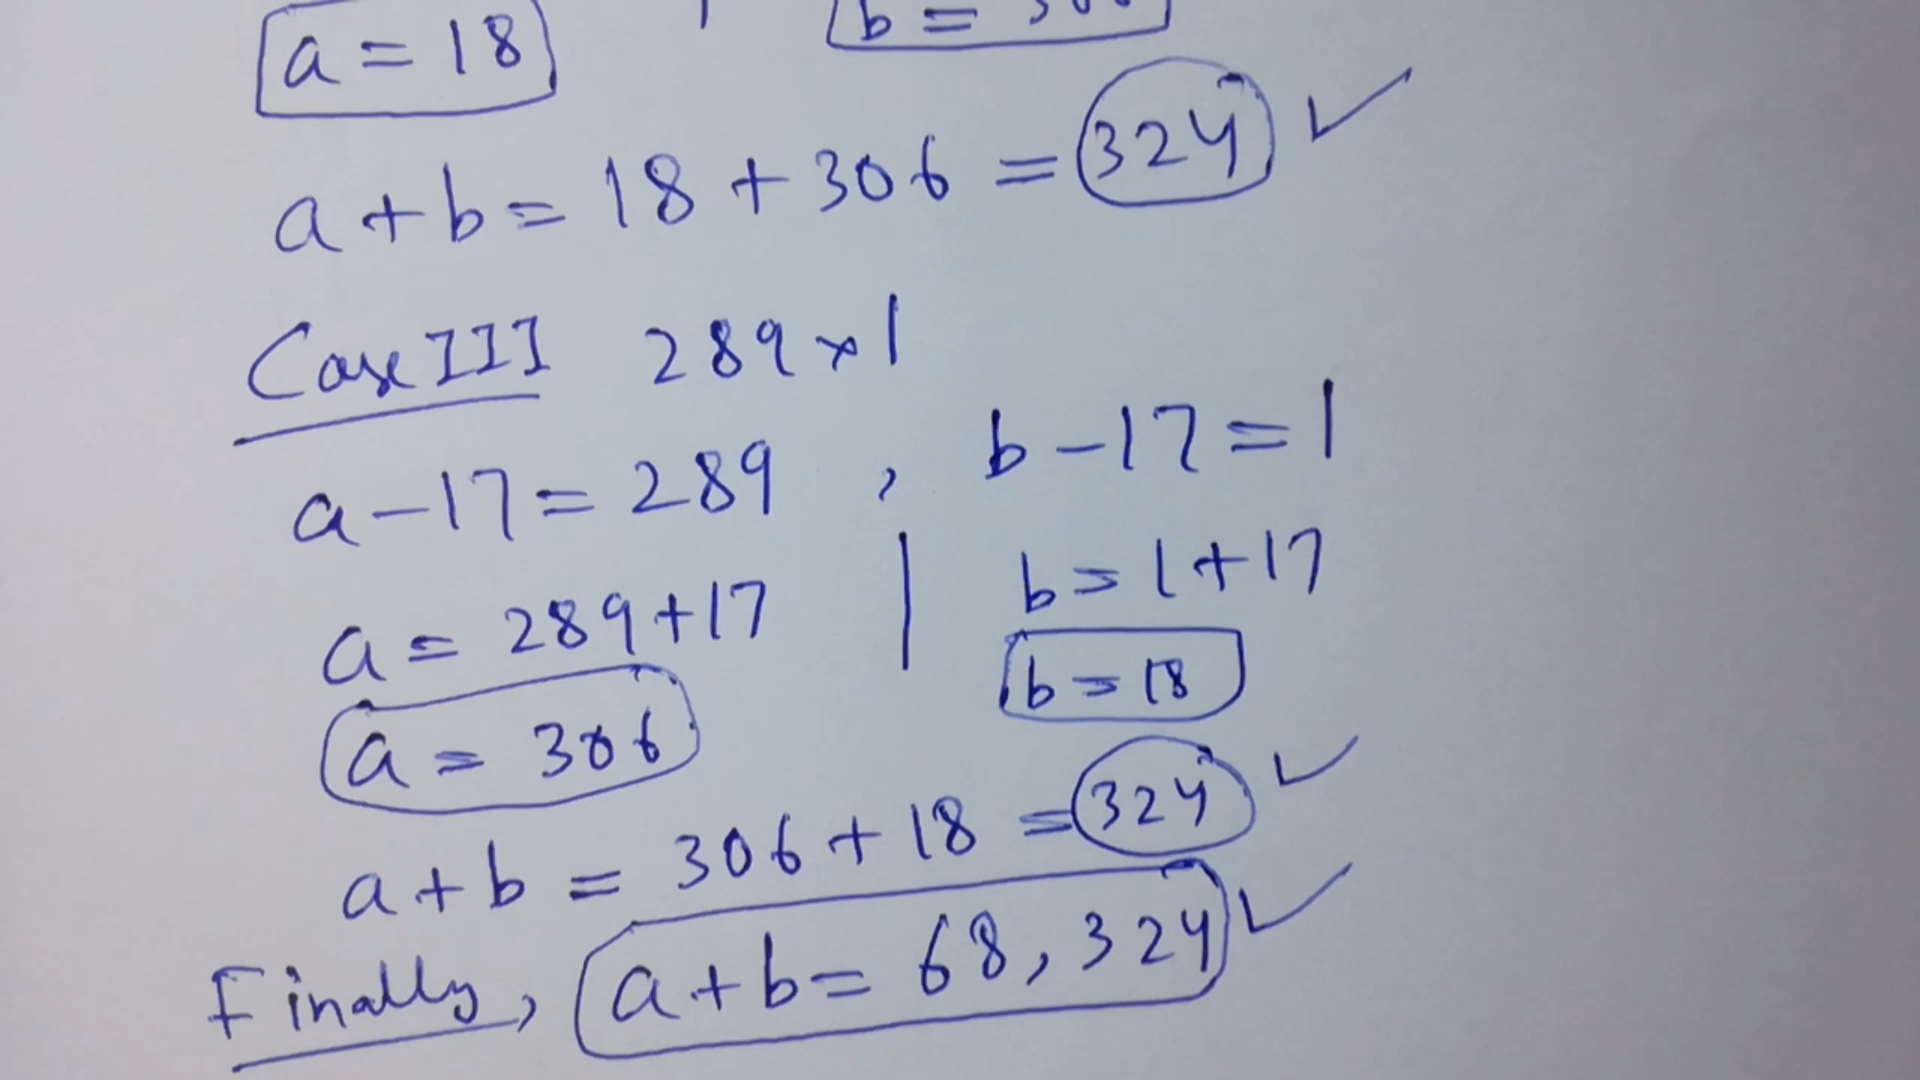 a = 18 b = 306
a + b = 18 + 306 = 324 ✓
Case III 289 × 1
a - 17 = 289 , b - 17 = 1
a = 289 + 17 | b = 1 + 17
a = 306 b = 18
a + b = 306 + 18 = 324 ✓
Finally, a + b = 68, 324 ✓